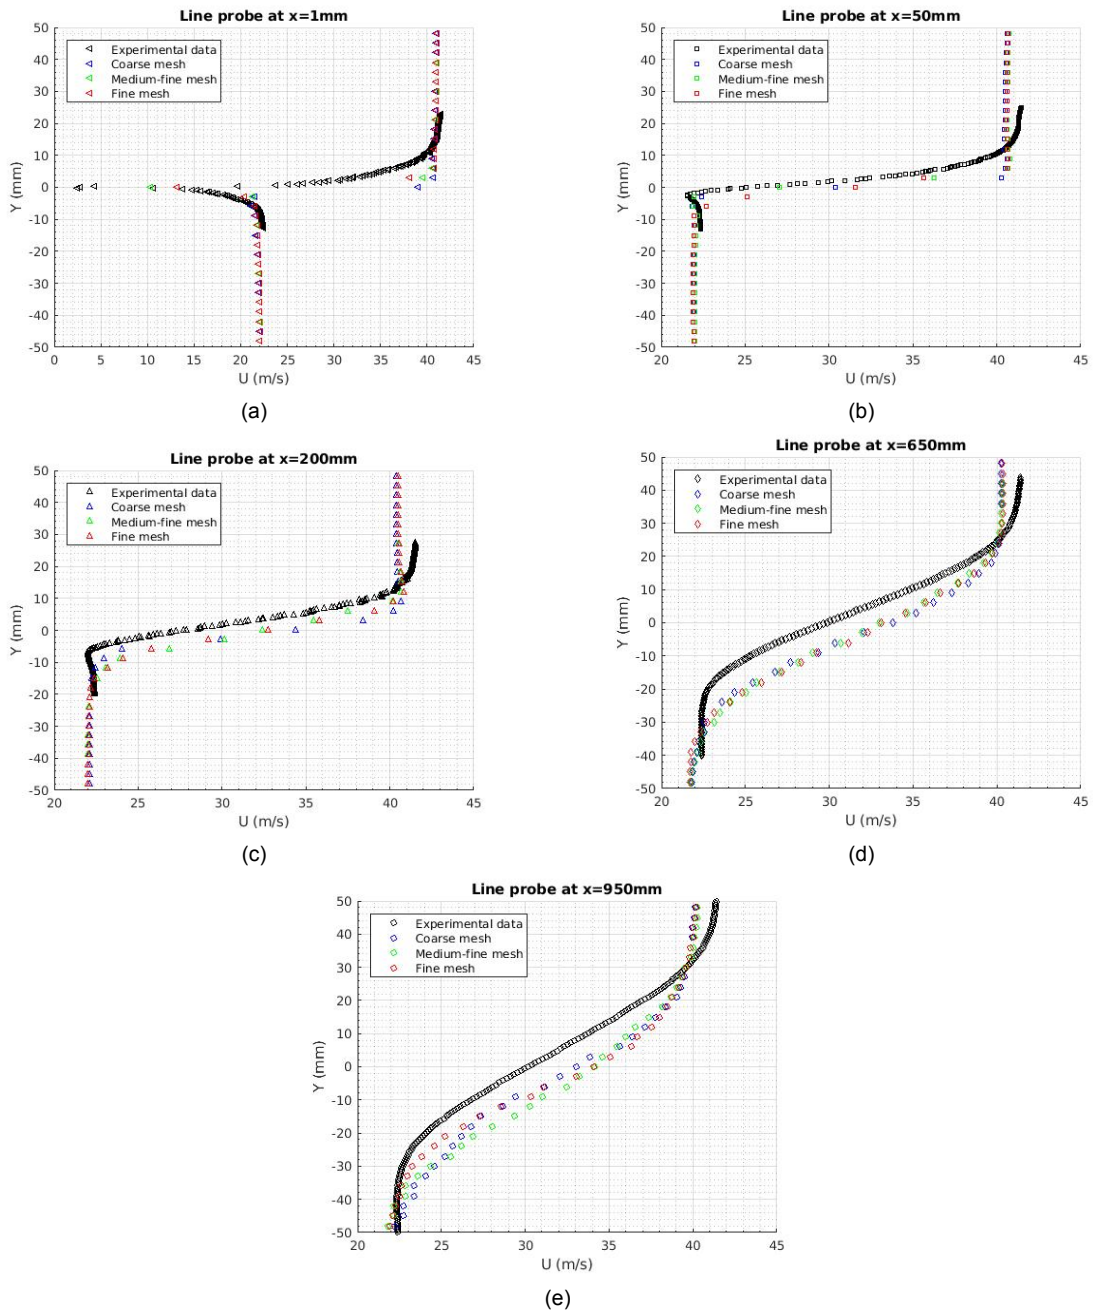 Line probe at x=1mm
50
40
30
20
10
0
-10
-20
-30
-40
-50
Y (mm)
Experimental data
Coarse mesh
Medium-fine mesh
Fine mesh
0 5 10 15 20 25 30 35 40 45
U (m/s)
(a)
Line probe at x=50mm
50
40
30
20
10
0
-10
-20
-30
-40
-50
Y (mm)
Experimental data
Coarse mesh
Medium-fine mesh
Fine mesh
20 25 30 35 40 45
U (m/s)
(b)
Line probe at x=200mm
50
40
30
20
10
0
-10
-20
-30
-40
-50
Y (mm)
Experimental data
Coarse mesh
Medium-fine mesh
Fine mesh
20 25 30 35 40 45
U (m/s)
(c)
Line probe at x=650mm
50
40
30
20
10
0
-10
-20
-30
-40
-50
Y (mm)
Experimental data
Coarse mesh
Medium-fine mesh
Fine mesh
20 25 30 35 40 45
U (m/s)
(d)
Line probe at x=950mm
50
40
30
20
10
0
-10
-20
-30
-40
-50
Y (mm)
Experimental data
Coarse mesh
Medium-fine mesh
Fine mesh
20 25 30 35 40 45
U (m/s)
(e)